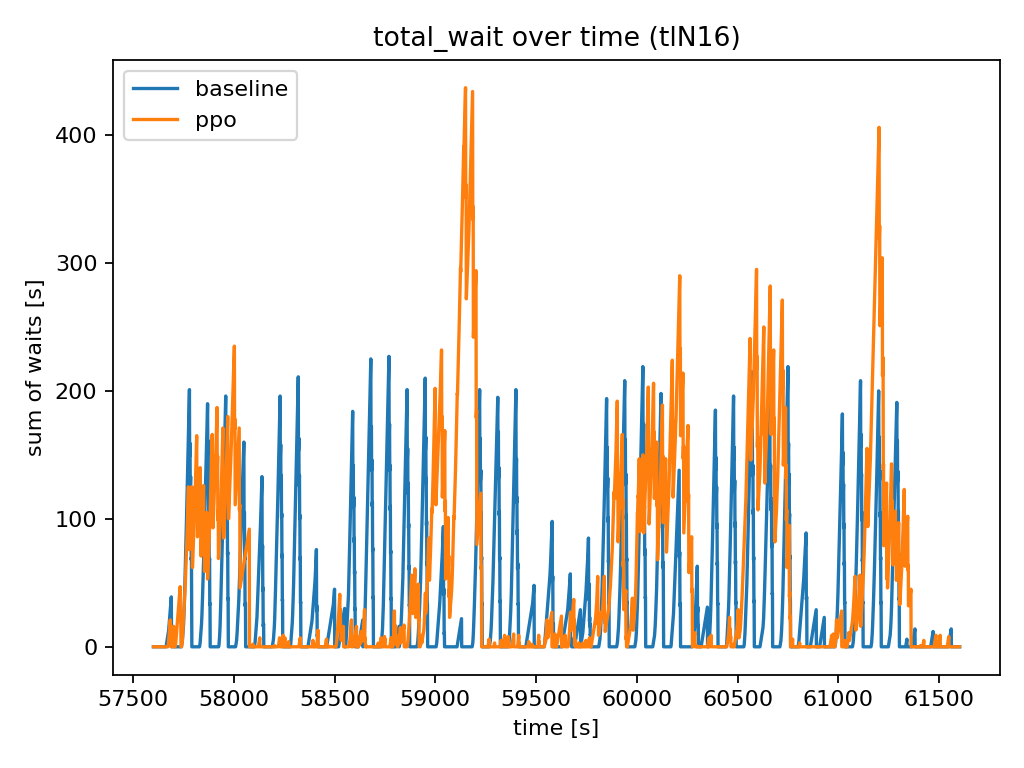 total_wait over time (tlN16)
baseline
ppo
sum of waits [s]
400
300
200
100
0
57500 58000 58500 59000 59500 60000 60500 61000 61500
time [s]